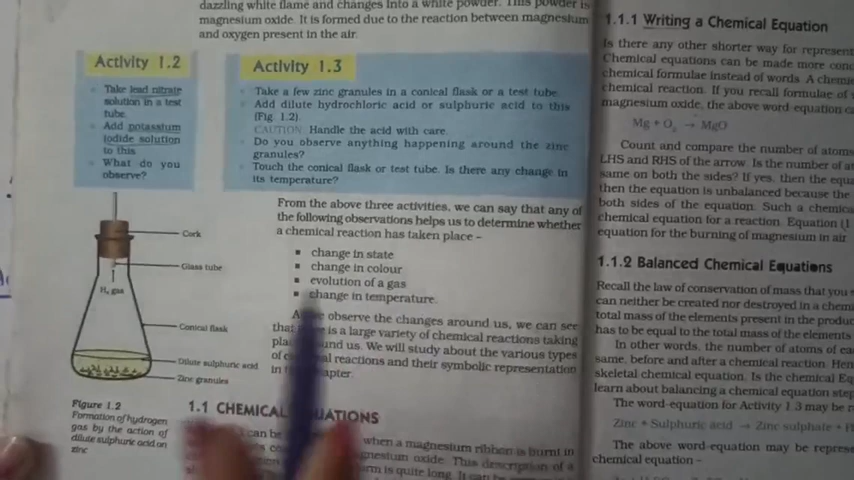 dazzling white flame and changes into a white powder. This powder is
magnesium oxide. It is formed due to the reaction between magnesium
and oxygen present in the air.
Activity 1.2
Take lead nitrate
solution in a test
tube.
Add potassium
iodide solution
to this
What do you
observe?
Activity 1.3
Take a few zinc granules in a conical flask or a test tube.
Add dilute hydrochloric acid or sulphuric acid to this
(Fig. 1.2).
CAUTION Handle the acid with care.
Do you observe anything happening around the zinc
granules?
Touch the conical flask or test tube. Is there any change in
its temperature?
From the above three activities, we can say that any of
the following observations helps us to determine whether
a chemical reaction has taken place –
▪ change in state
▪ change in colour
▪ evolution of a gas
▪ change in temperature.
observe the changes around us, we can see
that is a large variety of chemical reactions taking
us. We will study about the various types
of reactions and their symbolic representation
in
Cork
Glass tube
H₂ gas
Conical flask
Dilute sulphuric acid
Zinc granules
Figure 1.2
Formation of hydrogen
gas by the action of
dilute sulphuric acid on
zinc
1.1 CHEMICAL EQUATIONS
can be when a magnesium ribbon is burnt in
magnesium oxide. This description of a
is quite long. It can be
1.1.1 Writing a Chemical Equation
Is there any other shorter way for
Chemical equations can be made more
chemical formulae instead of words. A
chemical reaction. If you recall formulae of
magnesium oxide, the above word-equation
Mg + O₂ → MgO
Count and compare the number of atoms
LHS and RHS of the arrow. Is the number of
same on both the sides? If yes, then the
then the equation is unbalanced because the
both sides of the equation. Such a
chemical equation for a reaction. Equation
equation for the burning of magnesium in air
1.1.2 Balanced Chemical Equations
Recall the law of conservation of mass that
can neither be created nor destroyed in a
total mass of the elements present in the
has to be equal to the total mass of the elements
In other words, the number of atoms of
same, before and after a chemical reaction.
skeletal chemical equation. Is the chemical
learn about balancing a chemical equation
The word-equation for Activity 1.3 may be
Zinc + Sulphuric acid → Zinc sulphate +
The above word-equation may be
chemical equation –